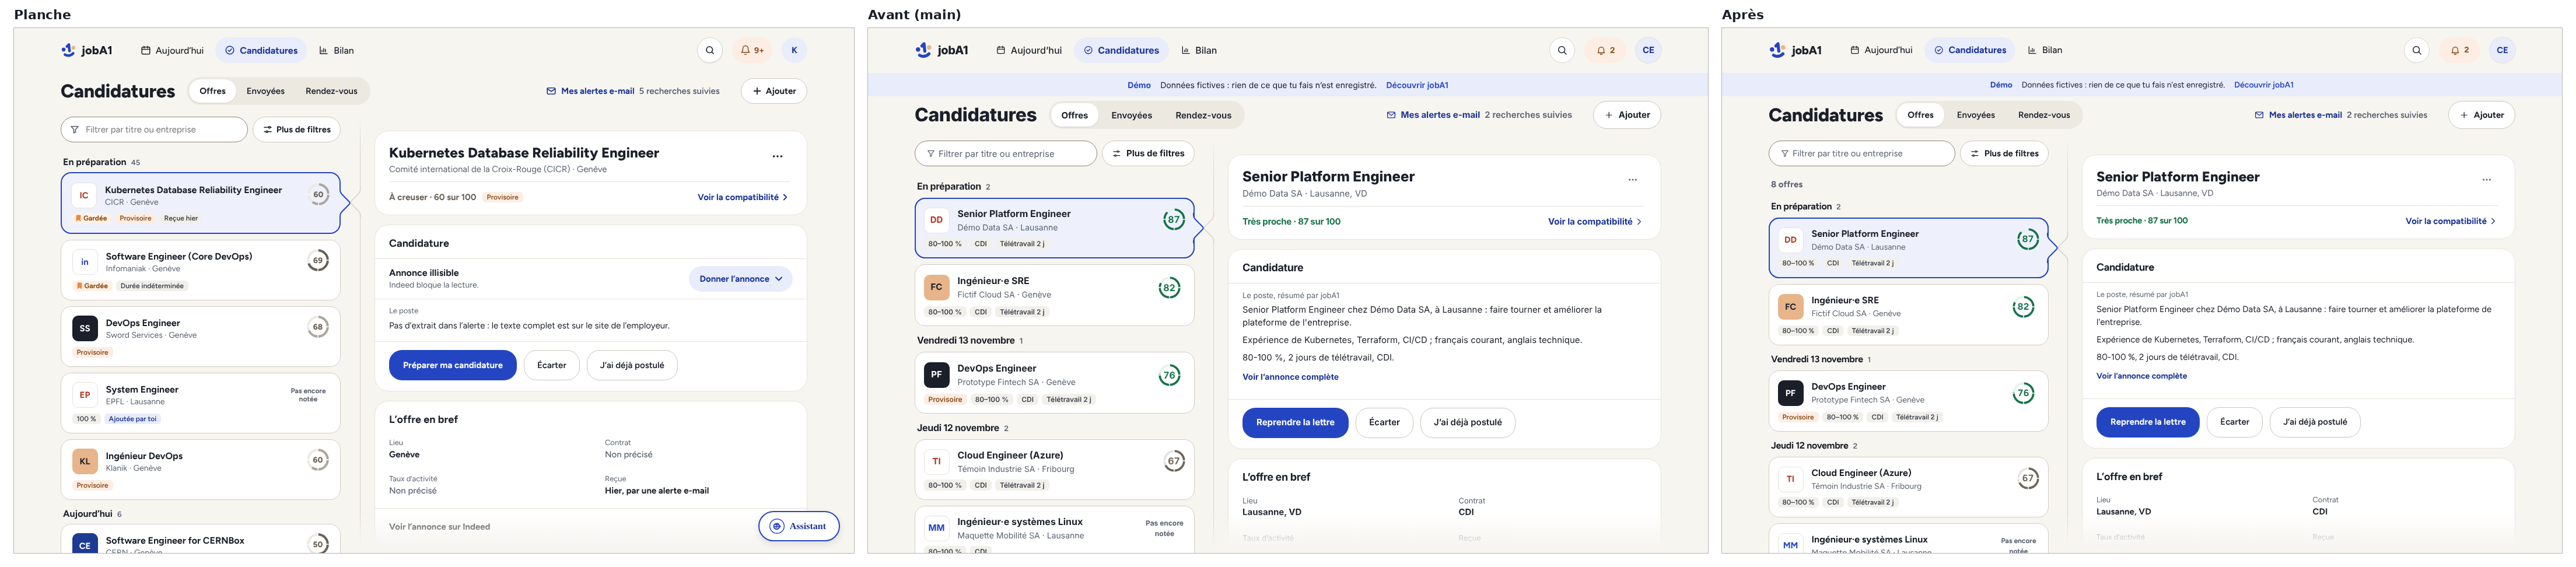 Planche
jobA1
Aujourd'hui
Candidatures
Bilan
9+
K
Candidatures
Offres
Envoyées
Rendez-vous
Mes alertes e-mail 5 recherches suivies
Ajouter
Filtrer par titre ou entreprise
Plus de filtres
En préparation 45
IC
Kubernetes Database Reliability Engineer
CICR · Genève
60
Gardée
Provisoire
Reçue hier
in
Software Engineer (Core DevOps)
Infomaniak · Genève
69
Gardée
Durée indéterminée
SS
DevOps Engineer
Sword Services · Genève
68
Provisoire
EP
System Engineer
EPFL · Lausanne
Pas encore
notée
100 %
Ajoutée par toi
KL
Ingénieur DevOps
Klanik · Genève
60
Provisoire
Aujourd'hui 6
CE
Software Engineer for CERNBox
CERN · Genève
50
Kubernetes Database Reliability Engineer
Comité international de la Croix-Rouge (CICR) · Genève
À creuser · 60 sur 100
Provisoire
Voir la compatibilité
Candidature
Annonce illisible
Indeed bloque la lecture.
Donner l'annonce
Le poste
Pas d'extrait dans l'alerte : le texte complet est sur le site de l'employeur.
Préparer ma candidature
Écarter
J'ai déjà postulé
L'offre en bref
Lieu
Genève
Contrat
Non précisé
Taux d'activité
Non précisé
Reçue
Hier, par une alerte e-mail
Voir l'annonce sur Indeed
Assistant
Avant (main)
jobA1
Aujourd'hui
Candidatures
Bilan
2
CE
Démo Données fictives : rien de ce que tu fais n'est enregistré. Découvrir jobA1
Candidatures
Offres
Envoyées
Rendez-vous
Mes alertes e-mail 2 recherches suivies
Ajouter
Filtrer par titre ou entreprise
Plus de filtres
En préparation 2
DD
Senior Platform Engineer
Démo Data SA · Lausanne
87
80–100 %
CDI
Télétravail 2 j
FC
Ingénieur·e SRE
Fictif Cloud SA · Genève
82
80–100 %
CDI
Télétravail 2 j
Vendredi 13 novembre 1
PF
DevOps Engineer
Prototype Fintech SA · Genève
76
Provisoire
80–100 %
CDI
Télétravail 2 j
Jeudi 12 novembre 2
TI
Cloud Engineer (Azure)
Témoin Industrie SA · Fribourg
67
80–100 %
CDI
Télétravail 2 j
MM
Ingénieur·e systèmes Linux
Maquette Mobilité SA · Lausanne
Pas encore
notée
80–100 %
CDI
Senior Platform Engineer
Démo Data SA · Lausanne, VD
Très proche · 87 sur 100
Voir la compatibilité
Candidature
Le poste, résumé par jobA1
Senior Platform Engineer chez Démo Data SA, à Lausanne : faire tourner et améliorer la
plateforme de l'entreprise.
Expérience de Kubernetes, Terraform, CI/CD ; français courant, anglais technique.
80-100 %, 2 jours de télétravail, CDI.
Voir l'annonce complète
Reprendre la lettre
Écarter
J'ai déjà postulé
L'offre en bref
Lieu
Lausanne, VD
Contrat
CDI
Taux d'activité
Reçue
Après
jobA1
Aujourd'hui
Candidatures
Bilan
2
CE
Démo Données fictives : rien de ce que tu fais n'est enregistré. Découvrir jobA1
Candidatures
Offres
Envoyées
Rendez-vous
Mes alertes e-mail 2 recherches suivies
Ajouter
Filtrer par titre ou entreprise
Plus de filtres
8 offres
En préparation 2
DD
Senior Platform Engineer
Démo Data SA · Lausanne
87
80–100 %
CDI
Télétravail 2 j
FC
Ingénieur·e SRE
Fictif Cloud SA · Genève
82
80–100 %
CDI
Télétravail 2 j
Vendredi 13 novembre 1
PF
DevOps Engineer
Prototype Fintech SA · Genève
76
Provisoire
80–100 %
CDI
Télétravail 2 j
Jeudi 12 novembre 2
TI
Cloud Engineer (Azure)
Témoin Industrie SA · Fribourg
67
80–100 %
CDI
Télétravail 2 j
MM
Ingénieur·e systèmes Linux
Maquette Mobilité SA · Lausanne
Pas encore
notée
Senior Platform Engineer
Démo Data SA · Lausanne, VD
Très proche · 87 sur 100
Voir la compatibilité
Candidature
Le poste, résumé par jobA1
Senior Platform Engineer chez Démo Data SA, à Lausanne : faire tourner et améliorer la plateforme de
l'entreprise.
Expérience de Kubernetes, Terraform, CI/CD ; français courant, anglais technique.
80-100 %, 2 jours de télétravail, CDI.
Voir l'annonce complète
Reprendre la lettre
Écarter
J'ai déjà postulé
L'offre en bref
Lieu
Lausanne, VD
Contrat
CDI
Taux d'activité
Reçue